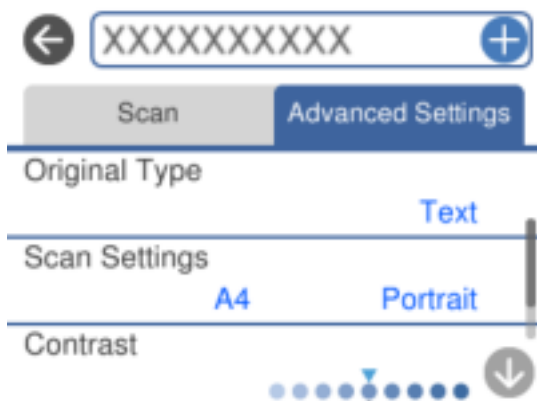 XXXXXXXXXX
Scan Advanced Settings
Original Type
Text
Scan Settings
A4 Portrait
Contrast